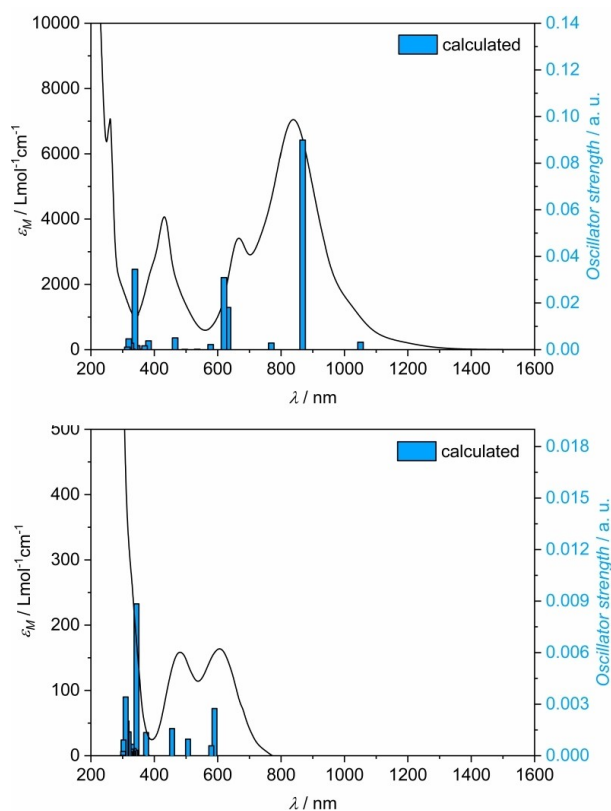 10000
8000
6000
4000
2000
0
ε_M / Lmol⁻¹cm⁻¹
calculated
0.14
0.12
0.10
0.08
0.06
0.04
0.02
0.00
Oscillator strength / a. u.
200 400 600 800 1000 1200 1400 1600
λ / nm
500
400
300
200
100
0
ε_M / Lmol⁻¹cm⁻¹
calculated
0.018
0.015
0.012
0.009
0.006
0.003
0.000
Oscillator strength / a. u.
200 400 600 800 1000 1200 1400 1600
λ / nm